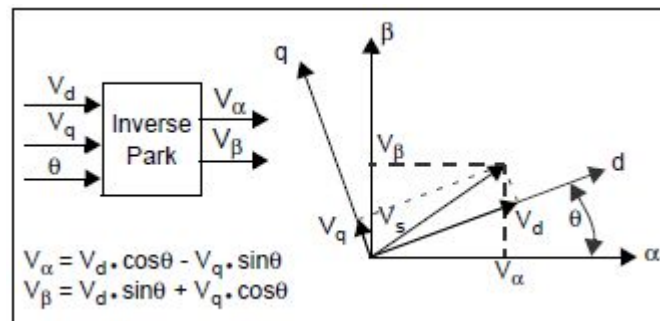 V_d
V_q
θ
Inverse
Park
V_α
V_β
V_α = V_d • cosθ - V_q • sinθ
V_β = V_d • sinθ + V_q • cosθ
q
β
V_β
d
V_q
V_s
V_d
θ
V_α
α